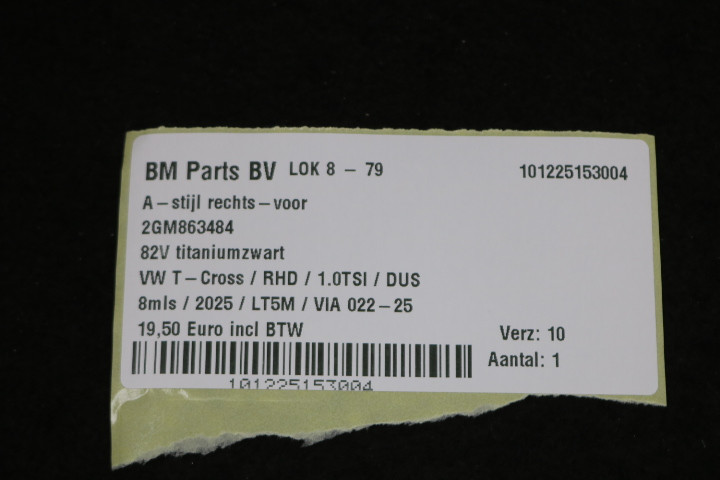 BM Parts BV LOK 8 - 79 101225153004
A-stijl rechts-voor
2GM863484
82V titaniumzwart
VW T-Cross / RHD / 1.0TSI / DUS
8mls / 2025 / LT5M / VIA 022-25
19,50 Euro incl BTW
Verz: 10
Aantal: 1
101225153004